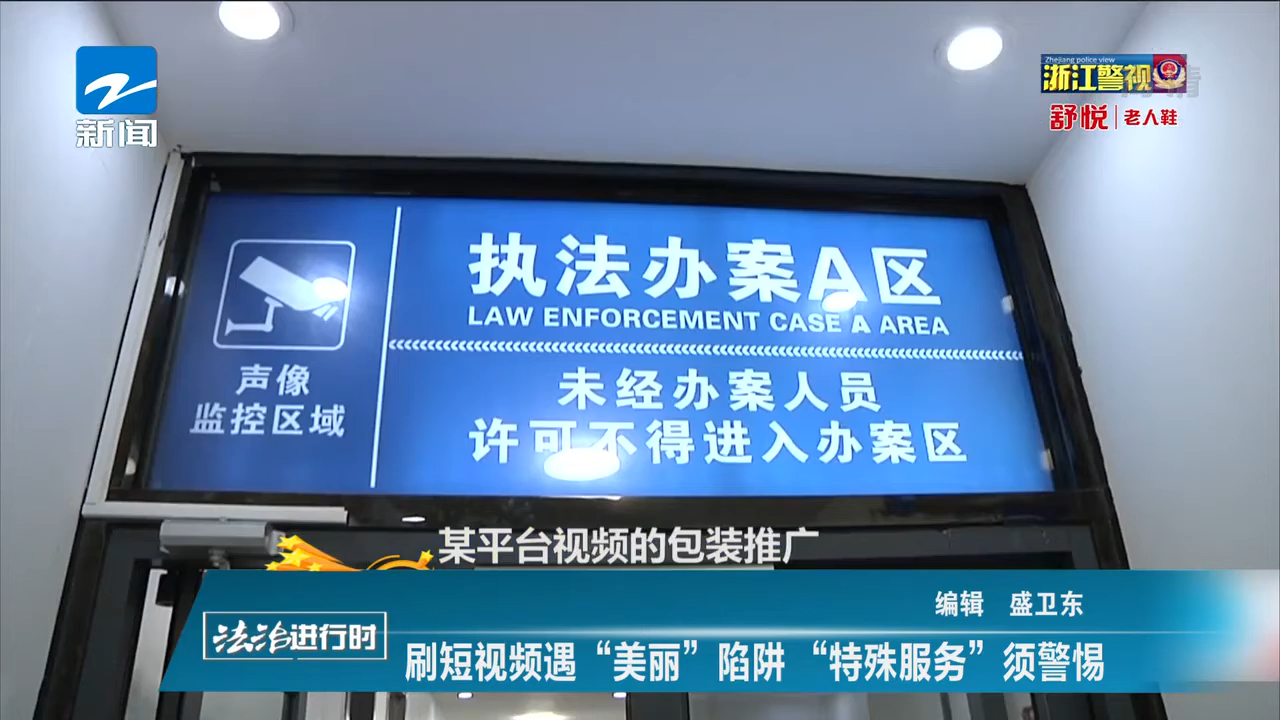 新闻
Zhejiang police view
浙江警视
舒悦 老人鞋
执法办案A区
LAW ENFORCEMENT CASE A AREA
声像
监控区域
未经办案人员
许可不得进入办案区
某平台视频的包装推广
编辑 盛卫东
法治进行时
刷短视频遇“美丽”陷阱 “特殊服务”须警惕